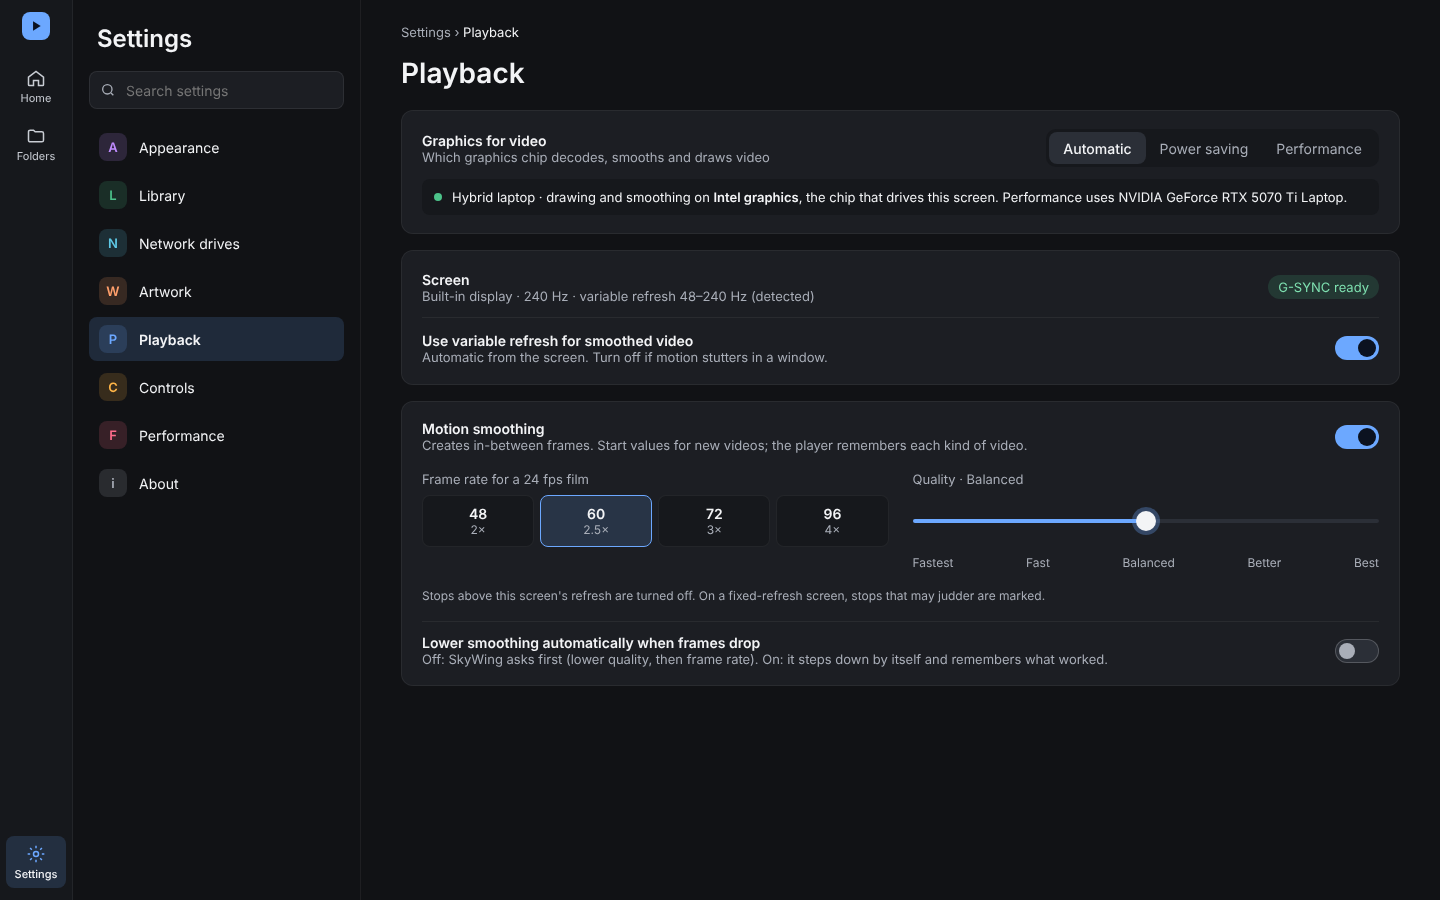 Home
Folders
Settings
Settings
Search settings
A Appearance
L Library
N Network drives
W Artwork
P Playback
C Controls
F Performance
i About
Settings › Playback
Playback
Graphics for video
Which graphics chip decodes, smooths and draws video
Automatic Power saving Performance
Hybrid laptop · drawing and smoothing on Intel graphics, the chip that drives this screen. Performance uses NVIDIA GeForce RTX 5070 Ti Laptop.
Screen
Built-in display · 240 Hz · variable refresh 48–240 Hz (detected)
G-SYNC ready
Use variable refresh for smoothed video
Automatic from the screen. Turn off if motion stutters in a window.
Motion smoothing
Creates in-between frames. Start values for new videos; the player remembers each kind of video.
Frame rate for a 24 fps film
48 60 72 96
2× 2.5× 3× 4×
Quality · Balanced
Fastest Fast Balanced Better Best
Stops above this screen's refresh are turned off. On a fixed-refresh screen, stops that may judder are marked.
Lower smoothing automatically when frames drop
Off: SkyWing asks first (lower quality, then frame rate). On: it steps down by itself and remembers what worked.